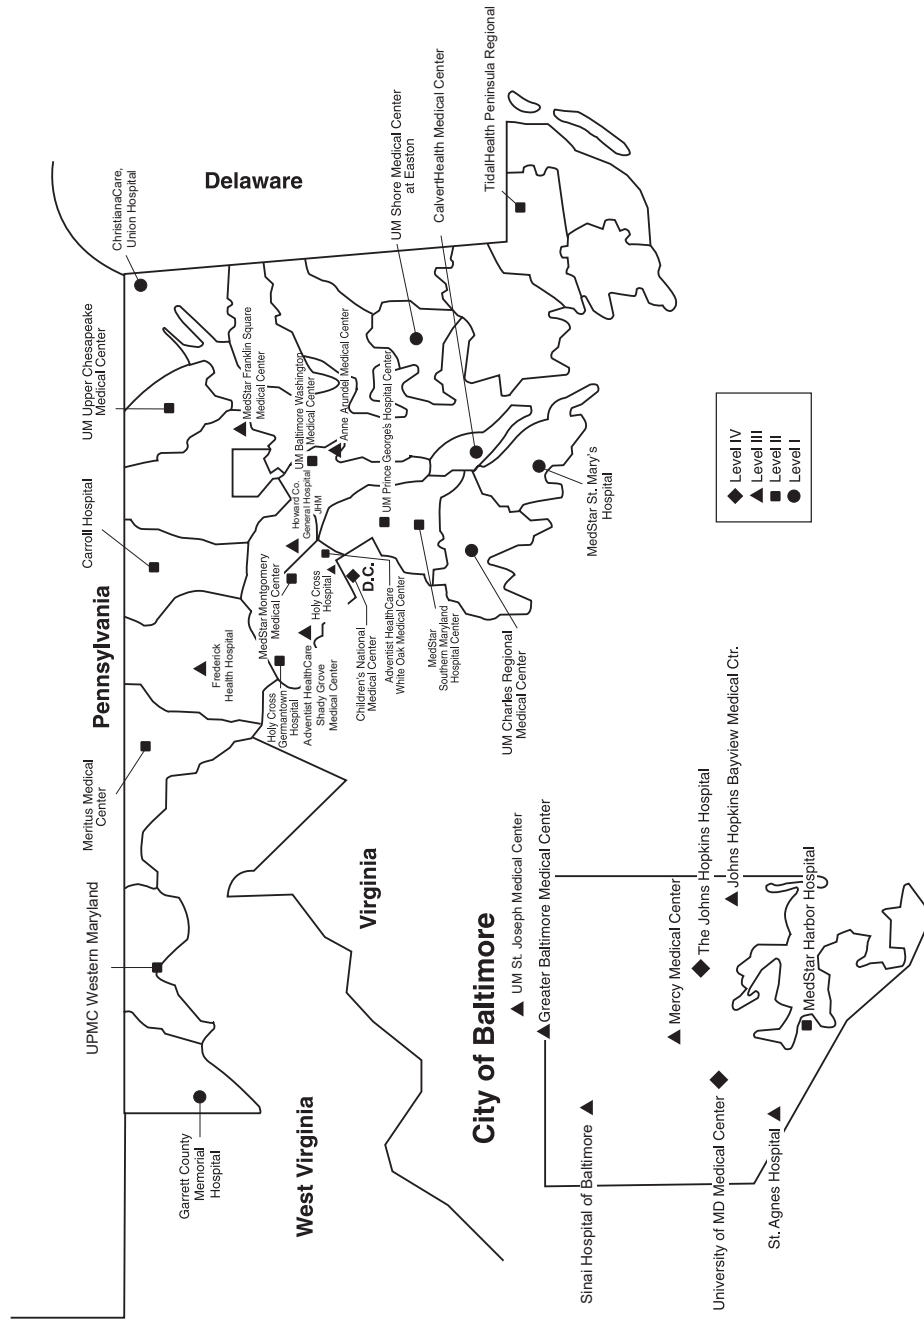 Pennsylvania
Delaware
West Virginia
Virginia
D.C.
Garrett County
Memorial
Hospital
UPMC Western Maryland
Meritus Medical
Center
Frederick
Health Hospital
Carroll Hospital
UM Upper Chesapeake
Medical Center
ChristianaCare,
Union Hospital
MedStar Franklin Square
Medical Center
UM Baltimore Washington
Medical Center
Anne Arundel Medical Center
Howard Co.
General Hospital
JHM
MedStar Montgomery
Medical Center
Holy Cross
Germantown
Hospital
Adventist HealthCare
Shady Grove
Medical Center
Holy Cross
Hospital
Children's National
Medical Center
Adventist HealthCare
White Oak Medical Center
UM Prince George's Hospital Center
MedStar
Southern Maryland
Hospital Center
UM Charles Regional
Medical Center
MedStar St. Mary's
Hospital
UM Shore Medical Center
at Easton
CalvertHealth Medical Center
TidalHealth Peninsula Regional
City of Baltimore
UM St. Joseph Medical Center
Greater Baltimore Medical Center
Sinai Hospital of Baltimore
Mercy Medical Center
The Johns Hopkins Hospital
Johns Hopkins Bayview Medical Ctr.
University of MD Medical Center
St. Agnes Hospital
MedStar Harbor Hospital
Level IV
Level III
Level II
Level I